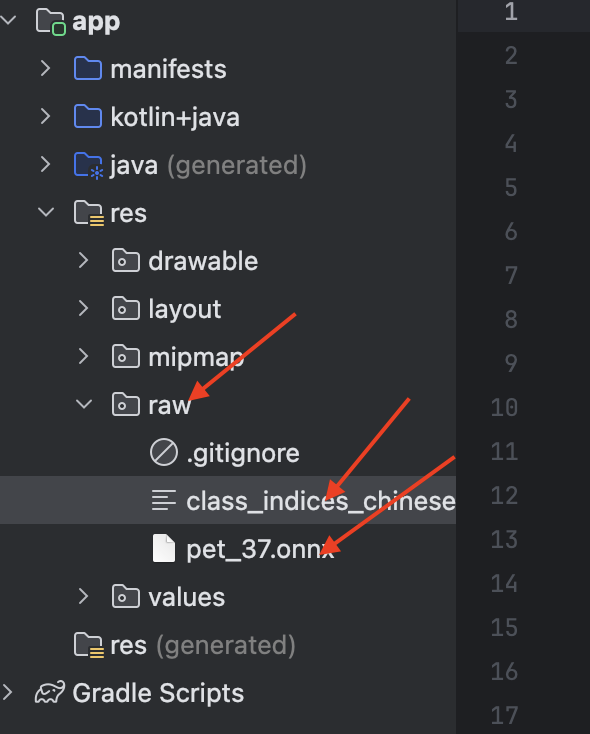 app
manifests
kotlin+java
java (generated)
res
drawable
layout
mipmap
raw
.gitignore
class_indices_chinese
pet_37.onnx
values
res (generated)
Gradle Scripts
1
2
3
4
5
6
7
8
9
10
11
12
13
14
15
16
17